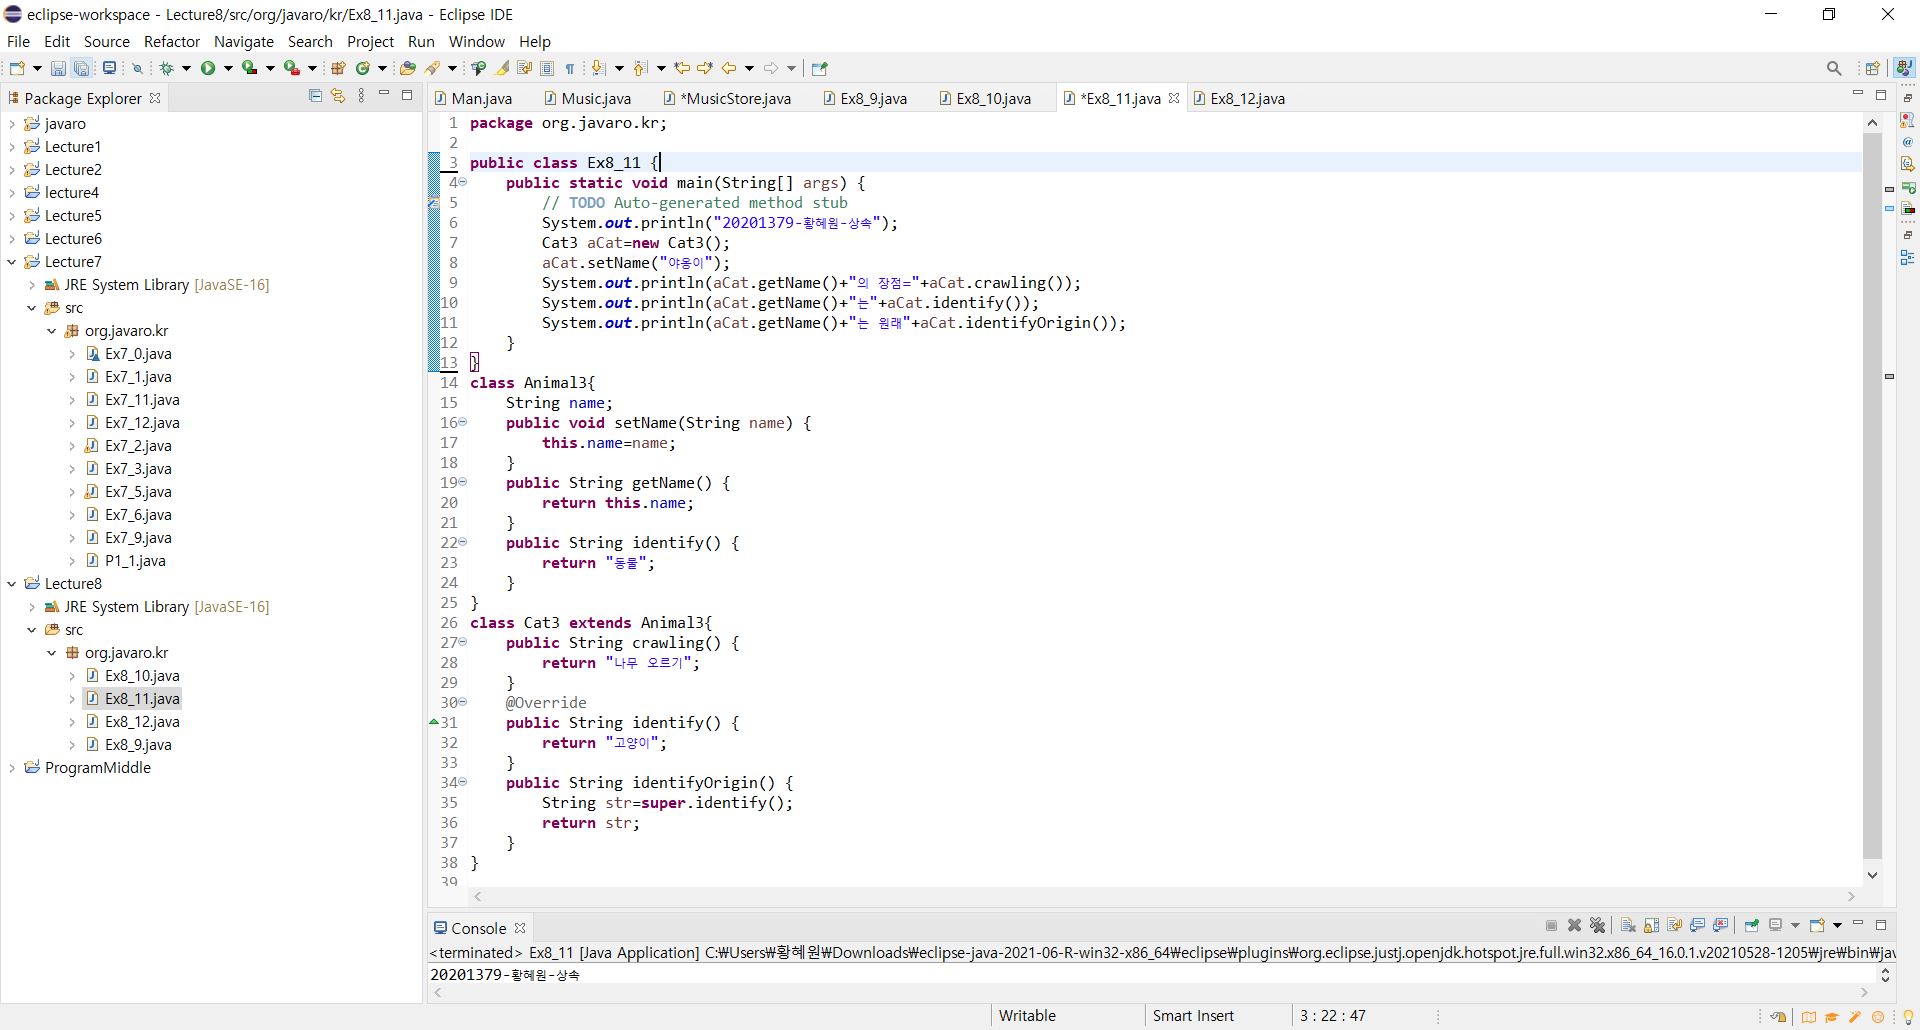 eclipse-workspace - Lecture8/src/org/javaro/kr/Ex8_11.java - Eclipse IDE
File Edit Source Refactor Navigate Search Project Run Window Help
Package Explorer
javaro
Lecture1
Lecture2
lecture4
Lecture5
Lecture6
Lecture7
JRE System Library [JavaSE-16]
src
org.javaro.kr
Ex7_0.java
Ex7_1.java
Ex7_11.java
Ex7_12.java
Ex7_2.java
Ex7_3.java
Ex7_5.java
Ex7_6.java
Ex7_9.java
P1_1.java
Lecture8
JRE System Library [JavaSE-16]
src
org.javaro.kr
Ex8_10.java
Ex8_11.java
Ex8_12.java
Ex8_9.java
ProgramMiddle
Man.java Music.java *MusicStore.java Ex8_9.java Ex8_10.java *Ex8_11.java Ex8_12.java
1 package org.javaro.kr;
2
3 public class Ex8_11 {
4 public static void main(String[] args) {
5 // TODO Auto-generated method stub
6 System.out.println("20201379-황혜원-상속");
7 Cat3 aCat=new Cat3();
8 aCat.setName("야옹이");
9 System.out.println(aCat.getName()+"의 장점="+aCat.crawling());
10 System.out.println(aCat.getName()+"는"+aCat.identify());
11 System.out.println(aCat.getName()+"는 원래"+aCat.identifyOrigin());
12 }
13 }
14 class Animal3{
15 String name;
16 public void setName(String name) {
17 this.name=name;
18 }
19 public String getName() {
20 return this.name;
21 }
22 public String identify() {
23 return "동물";
24 }
25 }
26 class Cat3 extends Animal3{
27 public String crawling() {
28 return "나무 오르기";
29 }
30 @Override
31 public String identify() {
32 return "고양이";
33 }
34 public String identifyOrigin() {
35 String str=super.identify();
36 return str;
37 }
38 }
39
Console
<terminated> Ex8_11 [Java Application] C:₩Users₩황혜원₩Downloads₩eclipse-java-2021-06-R-win32-x86_64₩eclipse₩plugins₩org.eclipse.justj.openjdk.hotspot.jre.full.win32.x86_64_16.0.1.v20210528-1205₩jre₩bin₩jav
20201379-황혜원-상속
Writable Smart Insert 3 : 22 : 47